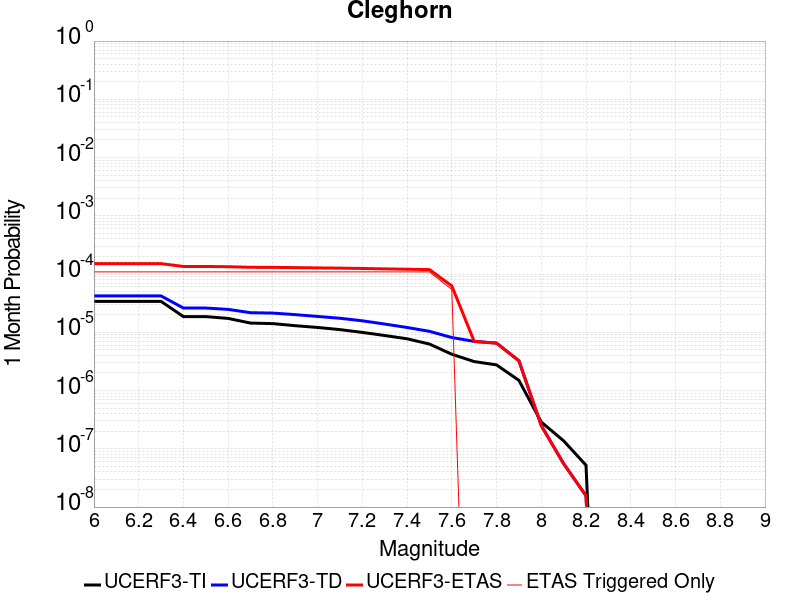 Cleghorn
10^0
10^-1
10^-2
10^-3
10^-4
10^-5
10^-6
10^-7
10^-8
1 Month Probability
6 6.2 6.4 6.6 6.8 7 7.2 7.4 7.6 7.8 8 8.2 8.4 8.6 8.8 9
Magnitude
UCERF3-TI UCERF3-TD UCERF3-ETAS ETAS Triggered Only